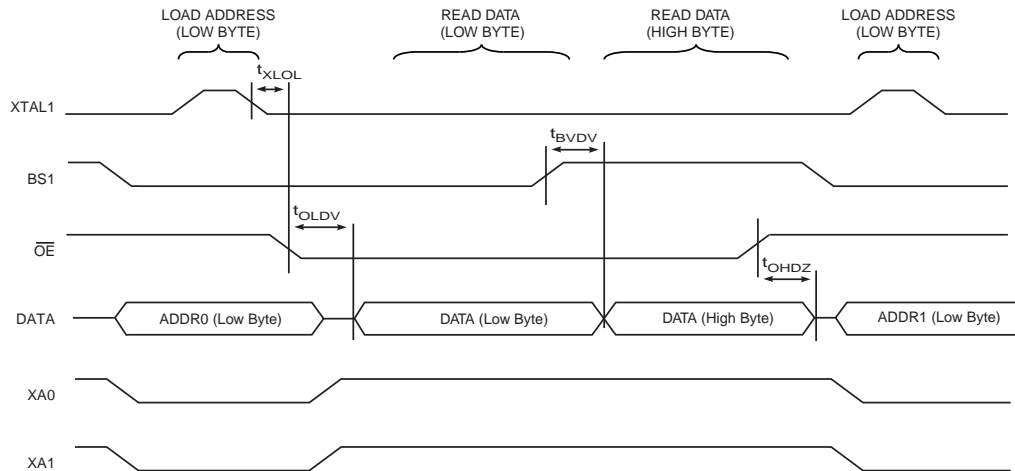 LOAD ADDRESS
(LOW BYTE)
READ DATA
(LOW BYTE)
READ DATA
(HIGH BYTE)
LOAD ADDRESS
(LOW BYTE)
tXLOL
XTAL1
tBVDV
BS1
tOLDV
OE
tOHDZ
DATA
ADDR0 (Low Byte)
DATA (Low Byte)
DATA (High Byte)
ADDR1 (Low Byte)
XA0
XA1